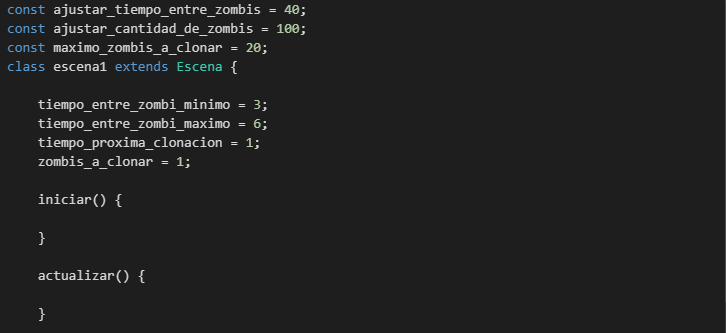 const ajustar_tiempo_entre_zombis = 40;
const ajustar_cantidad_de_zombis = 100;
const maximo_zombis_a_clonar = 20;
class escena1 extends Escena {
    tiempo_entre_zombi_minimo = 3;
    tiempo_entre_zombi_maximo = 6;
    tiempo_proxima_clonacion = 1;
    zombis_a_clonar = 1;
    iniciar() {
    }
    actualizar() {
    }